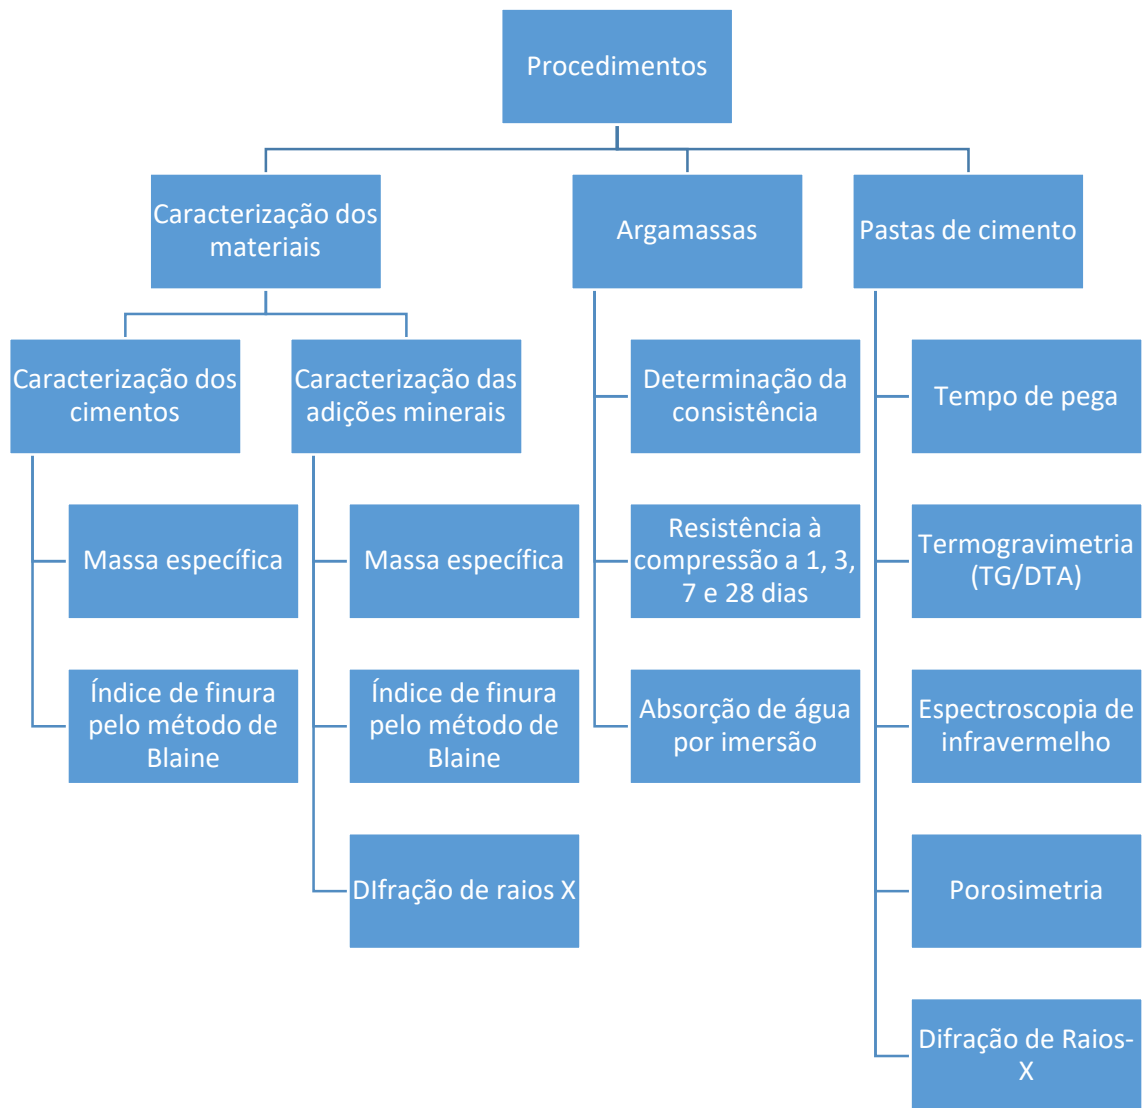 Procedimentos
Caracterização dos
materiais
Argamassas
Pastas de cimento
Caracterização dos
cimentos
Caracterização das
adições minerais
Determinação da
consistência
Tempo de pega
Massa específica
Massa específica
Resistência à
compressão a 1, 3,
7 e 28 dias
Termogravimetria
(TG/DTA)
Índice de finura
pelo método de
Blaine
Índice de finura
pelo método de
Blaine
Absorção de água
por imersão
Espectroscopia de
infravermelho
DIfração de raios X
Porosimetria
Difração de Raios-
X